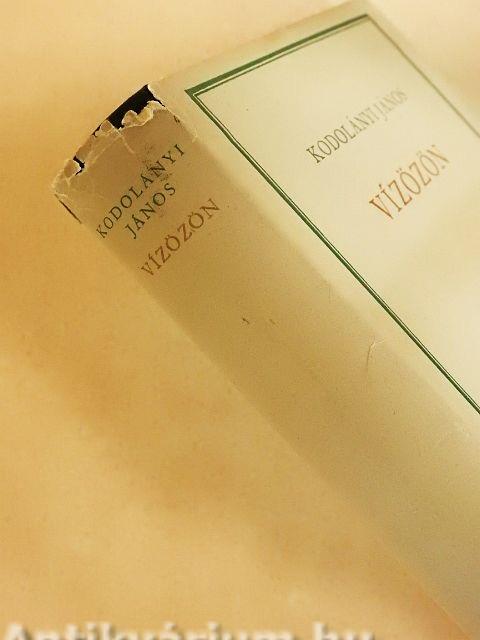 KODOLÁNYI
JÁNOS
VÍZÖZÖN
KODOLÁNYI JÁNOS
VÍZÖZÖN
Antikvárium.hu